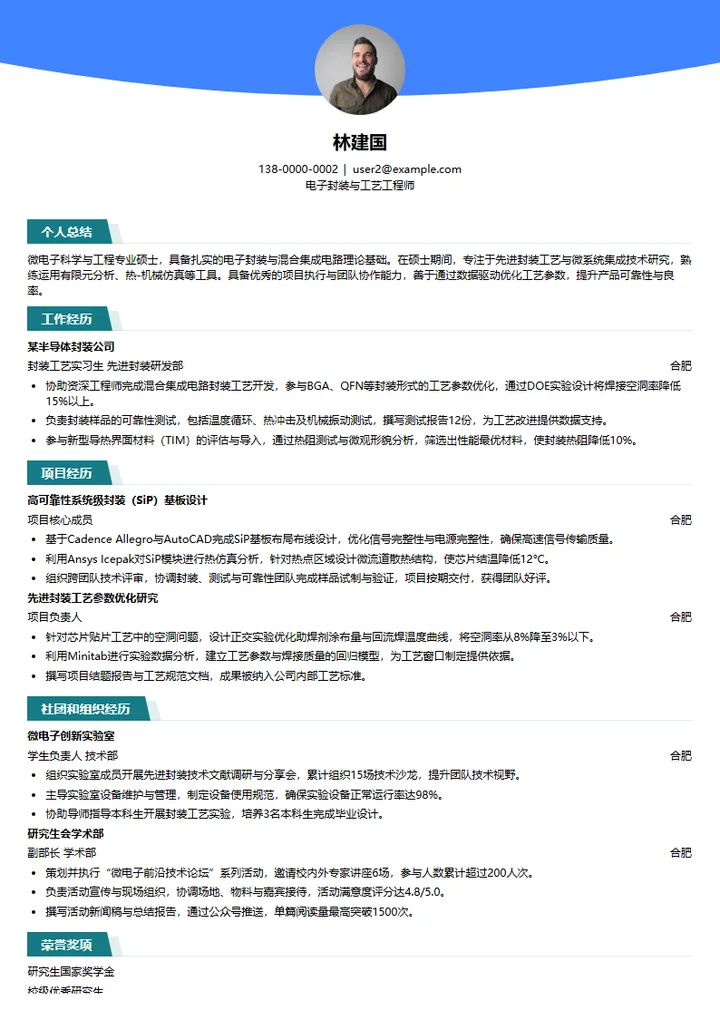 林建国
138-0000-0002 | user2@example.com
电子封装与工艺工程师
个人总结
微电子科学与工程专业硕士，具备扎实的电子封装与混合集成电路理论基础。在硕士期间，专注于先进封装工艺与微系统集成技术研究，熟
练运用有限元分析、热-机械仿真等工具。具备优秀的项目执行与团队协作能力，善于通过数据驱动优化工艺参数，提升产品可靠性与良
率。
工作经历
某半导体封装公司
封装工艺实习生 先进封装研发部 合肥
• 协助资深工程师完成混合集成电路封装工艺开发，参与BGA、QFN等封装形式的工艺参数优化，通过DOE实验设计将焊接空洞率降低
15%以上。
• 负责封装样品的可靠性测试，包括温度循环、热冲击及机械振动测试，撰写测试报告12份，为工艺改进提供数据支持。
• 参与新型导热界面材料（TIM）的评估与导入，通过热阻测试与微观形貌分析，筛选出性能最优材料，使封装热阻降低10%。
项目经历
高可靠性系统级封装（SiP）基板设计
项目核心成员 合肥
• 基于Cadence Allegro与AutoCAD完成SiP基板布局布线设计，优化信号完整性与电源完整性，确保高速信号传输质量。
• 利用Ansys Icepak对SiP模块进行热仿真分析，针对热点区域设计微流道散热结构，使芯片结温降低12°C。
• 组织跨团队技术评审，协调封装、测试与可靠性团队完成样品试制与验证，项目按期交付，获得团队好评。
先进封装工艺参数优化研究
项目负责人 合肥
• 针对芯片贴片工艺中的空洞问题，设计正交实验优化助焊剂涂布量与回流焊温度曲线，将空洞率从8%降至3%以下。
• 利用Minitab进行实验数据分析，建立工艺参数与焊接质量的回归模型，为工艺窗口制定提供依据。
• 撰写项目结题报告与工艺规范文档，成果被纳入公司内部工艺标准。
社团和组织经历
微电子创新实验室
学生负责人 技术部 合肥
• 组织实验室成员开展先进封装技术文献调研与分享会，累计组织15场技术沙龙，提升团队技术视野。
• 主导实验室设备维护与管理，制定设备使用规范，确保实验设备正常运行率达98%。
• 协助导师指导本科生开展封装工艺实验，培养3名本科生完成毕业设计。
研究生会学术部
副部长 学术部 合肥
• 策划并执行“微电子前沿技术论坛”系列活动，邀请校内外专家讲座6场，参与人数累计超过200人次。
• 负责活动宣传与现场组织，协调场地、物料与嘉宾接待，活动满意度评分达4.8/5.0。
• 撰写活动新闻稿与总结报告，通过公众号推送，单篇阅读量最高突破1500次。
荣誉奖项
研究生国家奖学金
校级优秀研究生